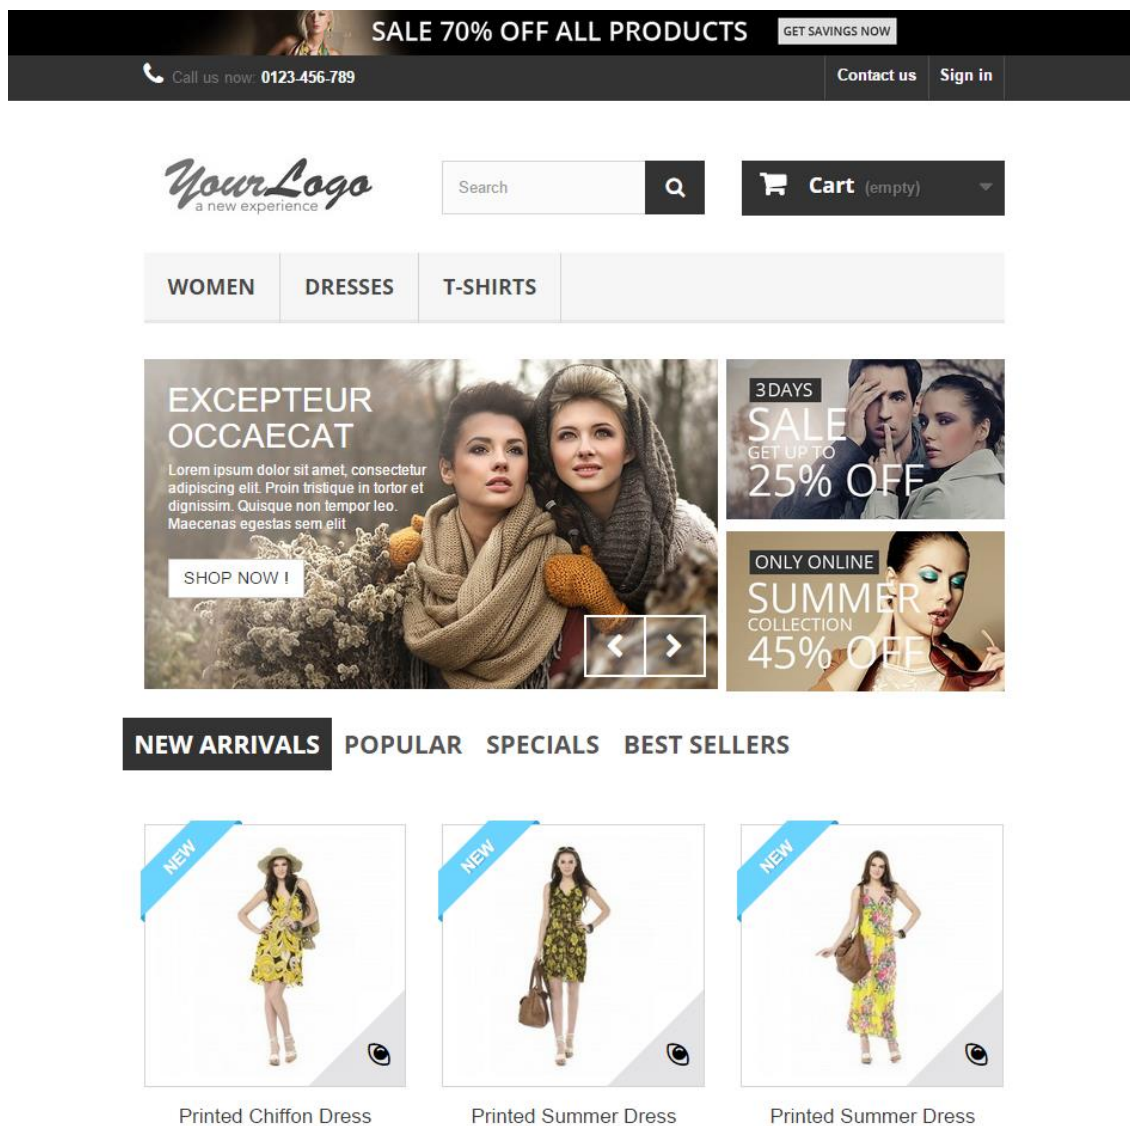 SALE 70% OFF ALL PRODUCTS GET SAVINGS NOW
Call us now: 0123-456-789 Contact us Sign in
YourLogo
a new experience
Search
Cart (empty)
WOMEN DRESSES T-SHIRTS
EXCEPTEUR
OCCAECAT
Lorem ipsum dolor sit amet, consectetur
adipiscing elit. Proin tristique in tortor et
dignissim. Quisque non tempor leo.
Maecenas egestas sem elit
SHOP NOW !
3DAYS
SALE
GET UP TO
25% OFF
ONLY ONLINE
SUMMER
COLLECTION
45% OFF
NEW ARRIVALS POPULAR SPECIALS BEST SELLERS
NEW NEW NEW
Printed Chiffon Dress Printed Summer Dress Printed Summer Dress